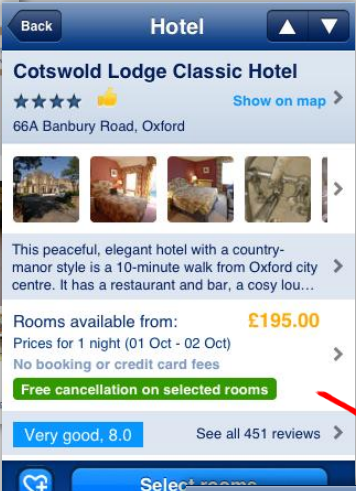 Back
Hotel
Cotswold Lodge Classic Hotel
Show on map
66A Banbury Road, Oxford
This peaceful, elegant hotel with a country-
manor style is a 10-minute walk from Oxford city
centre. It has a restaurant and bar, a cosy lou...
Rooms available from: £195.00
Prices for 1 night (01 Oct - 02 Oct)
No booking or credit card fees
Free cancellation on selected rooms
Very good, 8.0 See all 451 reviews
Select rooms